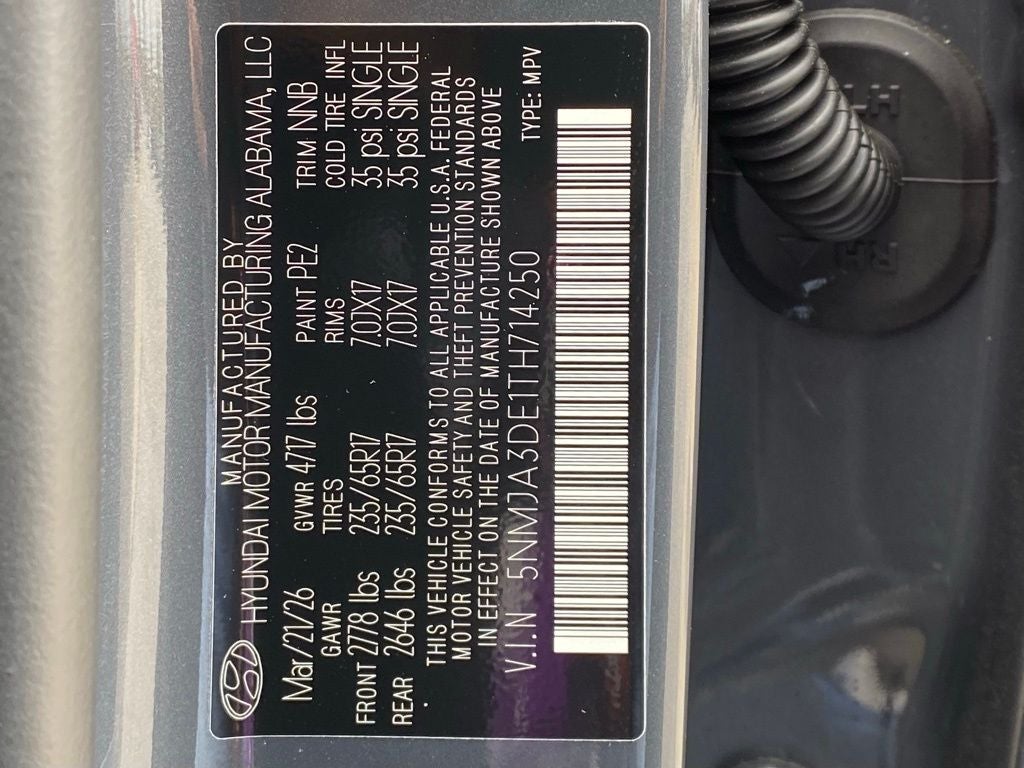 MANUFACTURED BY
HYUNDAI MOTOR MANUFACTURING ALABAMA, LLC
Mar/21/26 GVWR 4717 lbs PAINT PE2 TRIM NNB
GAWR TIRES RIMS COLD TIRE INFL
FRONT 2778 lbs 235/65R17 7.0JX17 35 psi SINGLE
REAR 2646 lbs 235/65R17 7.0JX17 35 psi SINGLE
THIS VEHICLE CONFORMS TO ALL APPLICABLE U.S.A. FEDERAL
MOTOR VEHICLE SAFETY AND THEFT PREVENTION STANDARDS
IN EFFECT ON THE DATE OF MANUFACTURE SHOWN ABOVE
V.I.N 5NMJA3DE1TH714250 TYPE: MPV
RH